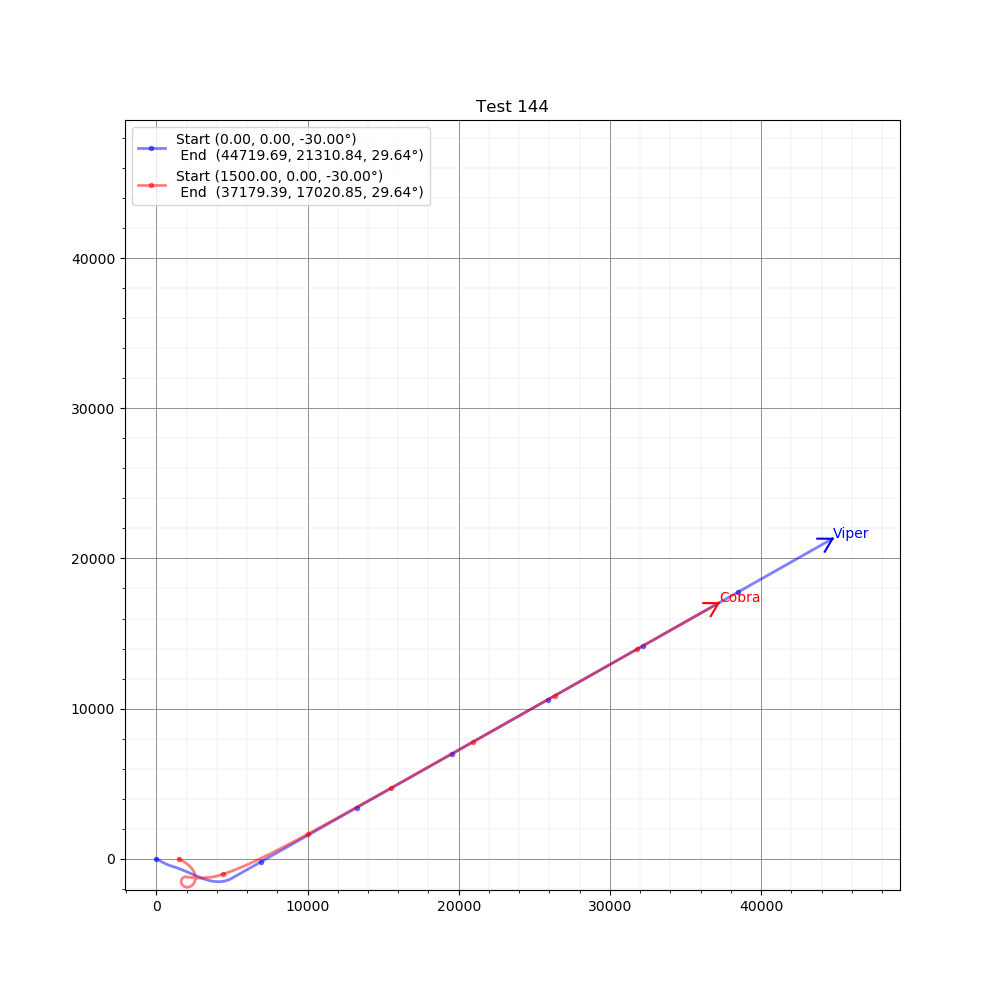 Test 144
Start (0.00, 0.00, -30.00°)
End (44719.69, 21310.84, 29.64°)
Start (1500.00, 0.00, -30.00°)
End (37179.39, 17020.85, 29.64°)
40000
30000
20000
10000
0
Viper
Cobra
0 10000 20000 30000 40000